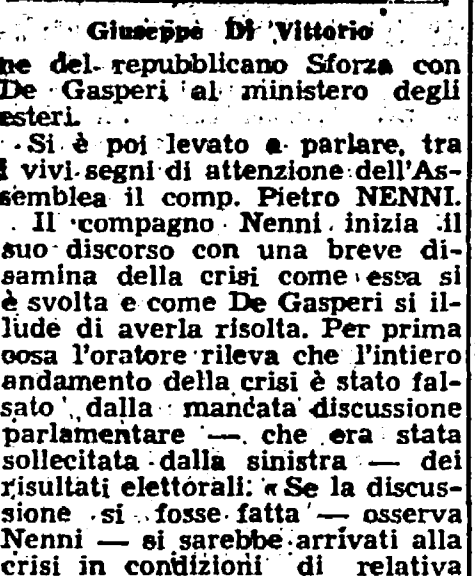 Giuseppe Di Vittorio
ne del repubblicano Sforza con
De Gasperi al ministero degli
esteri.
Si è poi levato a parlare, tra
i vivi segni di attenzione dell'As-
semblea il comp. Pietro NENNI.
Il compagno Nenni inizia il
suo discorso con una breve di-
samina della crisi come essa si
è svolta e come De Gasperi si il-
lude di averla risolta. Per prima
cosa l'oratore rileva che l'intiero
andamento della crisi è stato fal-
sato dalla mancata discussione
parlamentare — che era stata
sollecitata dalla sinistra — dei
risultati elettorali: « Se la discus-
sione si fosse fatta — osserva
Nenni — si sarebbe arrivati alla
crisi in condizioni di relativa